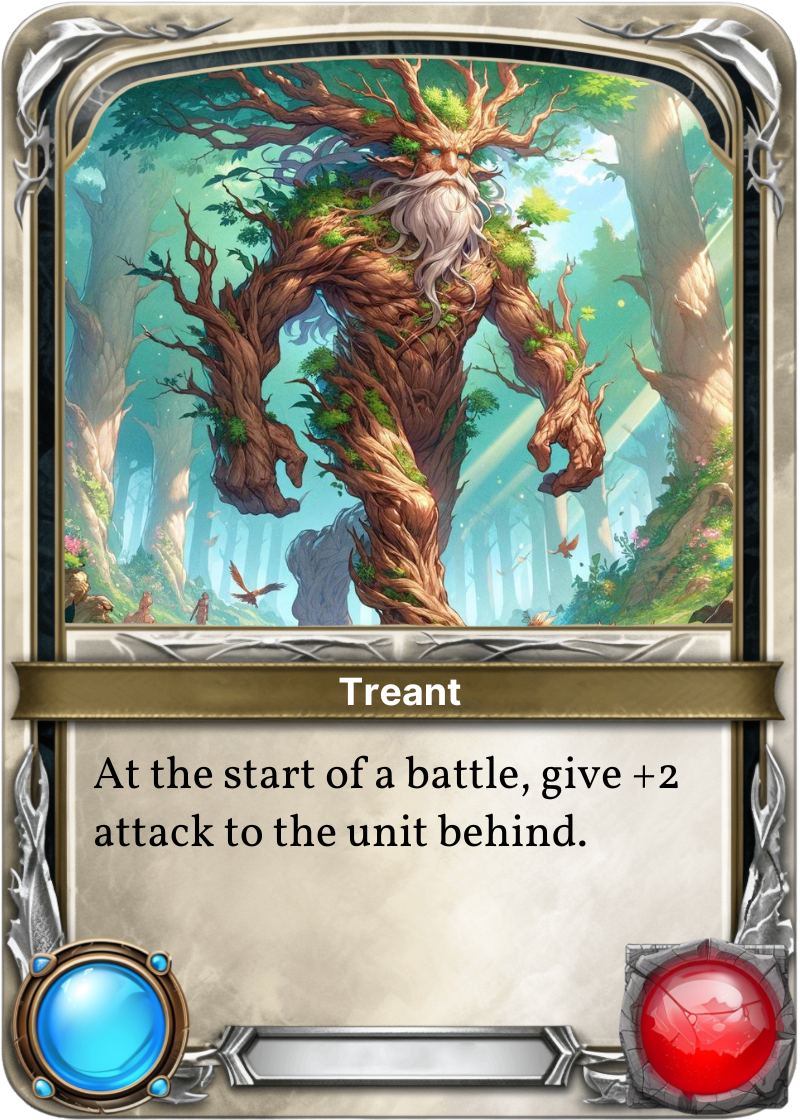 Treant
At the start of a battle, give +2
attack to the unit behind.